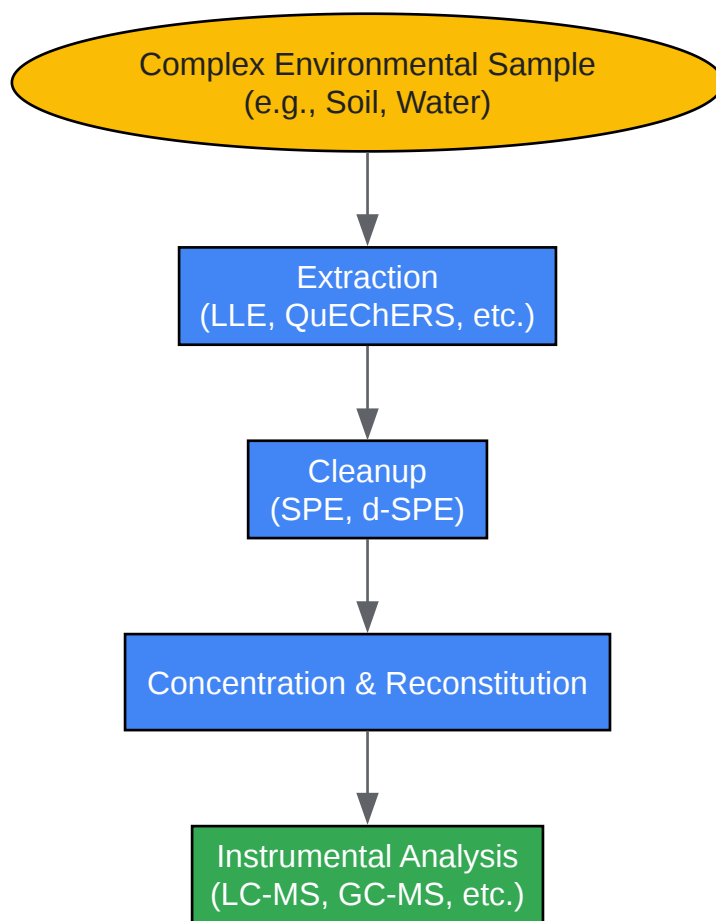 Complex Environmental Sample
(e.g., Soil, Water)
Extraction
(LLE, QuEChERS, etc.)
Cleanup
(SPE, d-SPE)
Concentration & Reconstitution
Instrumental Analysis
(LC-MS, GC-MS, etc.)